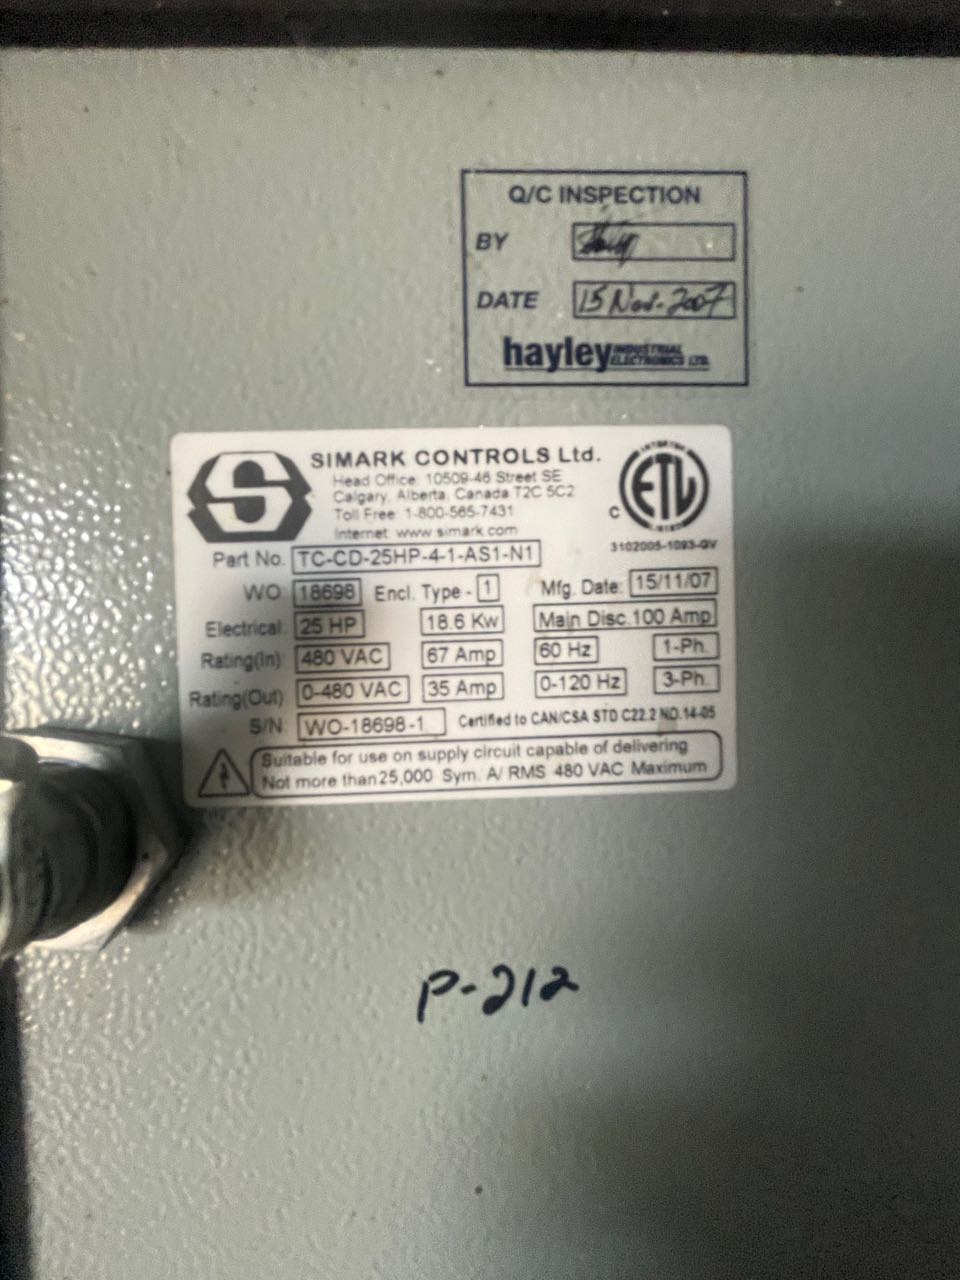 Q/C INSPECTION
BY
DATE 15 Nov. 2007
hayley INDUSTRIAL
ELECTRONICS LTD.
S SIMARK CONTROLS Ltd.
Head Office: 10509-46 Street SE
Calgary, Alberta, Canada T2C 5C2
Toll Free: 1-800-565-7431
Internet: www.simark.com
C ETL
3102005-1093-GV
Part No. TC-CD-25HP-4-1-AS1-N1
WO: 18698 Encl. Type - 1 Mfg. Date: 15/11/07
Electrical: 25 HP 18.6 Kw Main Disc.100 Amp
Rating(In): 480 VAC 67 Amp 60 Hz 1-Ph.
Rating(Out) 0-480 VAC 35 Amp 0-120 Hz 3-Ph.
S/N: WO-18698-1 Certified to CAN/CSA STD C22.2 NO.14-05
Suitable for use on supply circuit capable of delivering
Not more than 25,000 Sym. A/ RMS 480 VAC Maximum
P-212